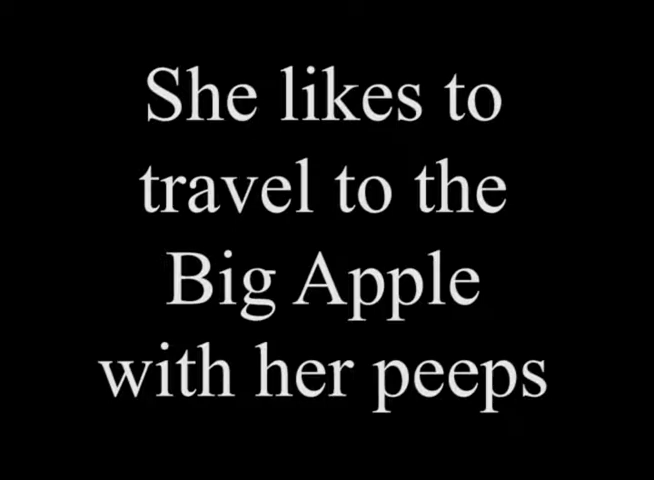 She likes to
travel to the
Big Apple
with her peeps